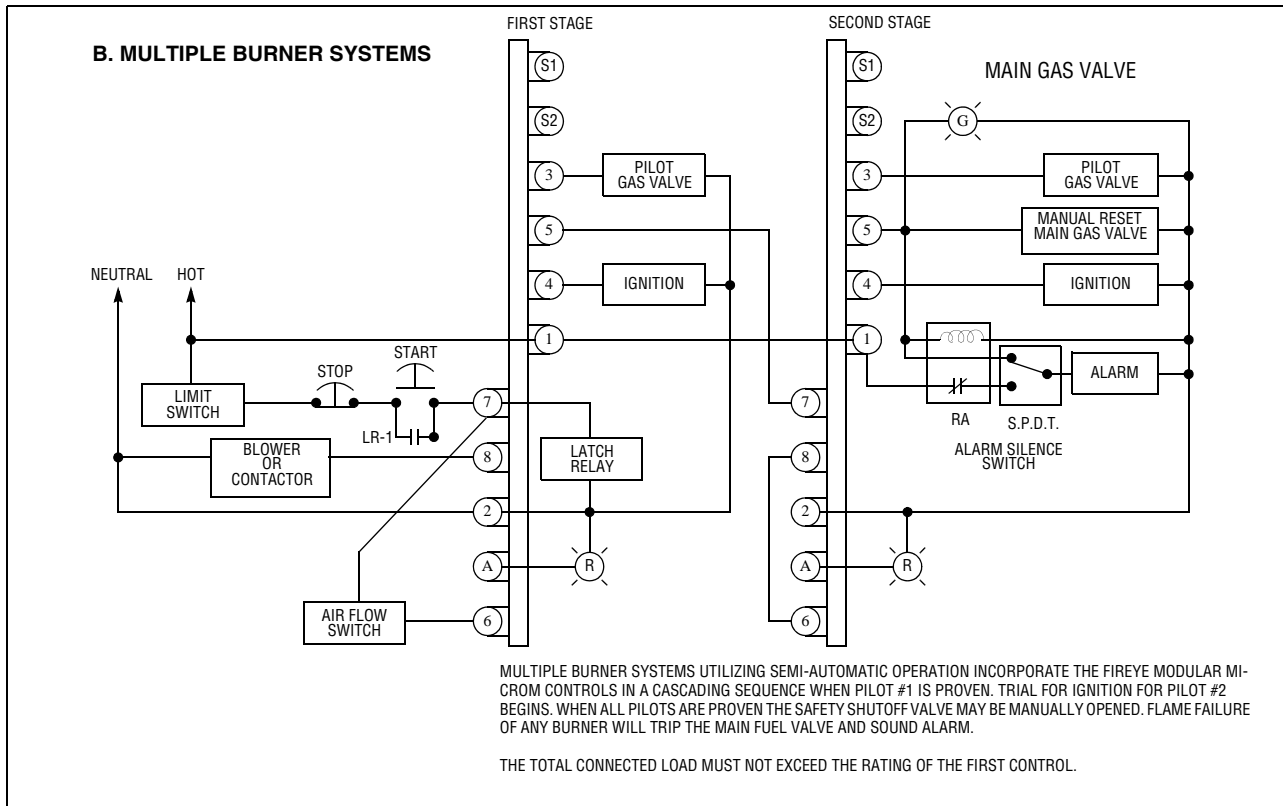 FIRST STAGE
SECOND STAGE
B. MULTIPLE BURNER SYSTEMS
MAIN GAS VALVE
S1
S2
3
PILOT
GAS VALVE
5
4
IGNITION
1
NEUTRAL
HOT
LIMIT
SWITCH
STOP
START
LR-1
7
BLOWER
OR
CONTACTOR
8
LATCH
RELAY
2
A
R
AIR FLOW
SWITCH
6
S1
S2
G
3
PILOT
GAS VALVE
5
MANUAL RESET
MAIN GAS VALVE
4
IGNITION
1
RA
S.P.D.T.
ALARM
ALARM SILENCE
SWITCH
7
8
2
A
R
6
MULTIPLE BURNER SYSTEMS UTILIZING SEMI-AUTOMATIC OPERATION INCORPORATE THE FIREYE MODULAR MI-
CROM CONTROLS IN A CASCADING SEQUENCE WHEN PILOT #1 IS PROVEN. TRIAL FOR IGNITION FOR PILOT #2
BEGINS. WHEN ALL PILOTS ARE PROVEN THE SAFETY SHUTOFF VALVE MAY BE MANUALLY OPENED. FLAME FAILURE
OF ANY BURNER WILL TRIP THE MAIN FUEL VALVE AND SOUND ALARM.
THE TOTAL CONNECTED LOAD MUST NOT EXCEED THE RATING OF THE FIRST CONTROL.